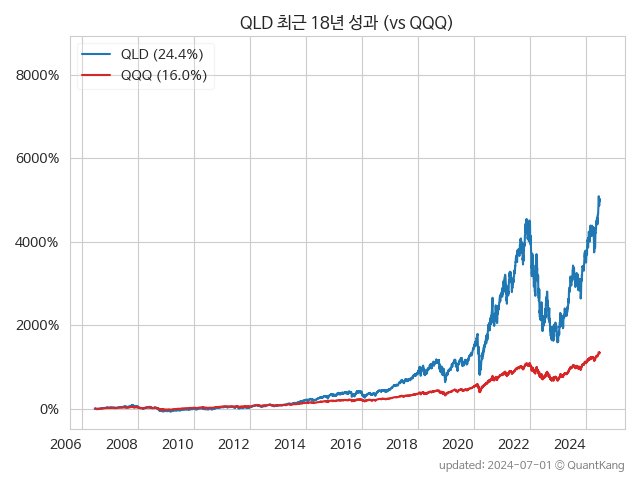 QLD 최근 18년 성과 (vs QQQ)
QLD (24.4%)
QQQ (16.0%)
8000%
6000%
4000%
2000%
0%
2006 2008 2010 2012 2014 2016 2018 2020 2022 2024
updated: 2024-07-01 © QuantKang